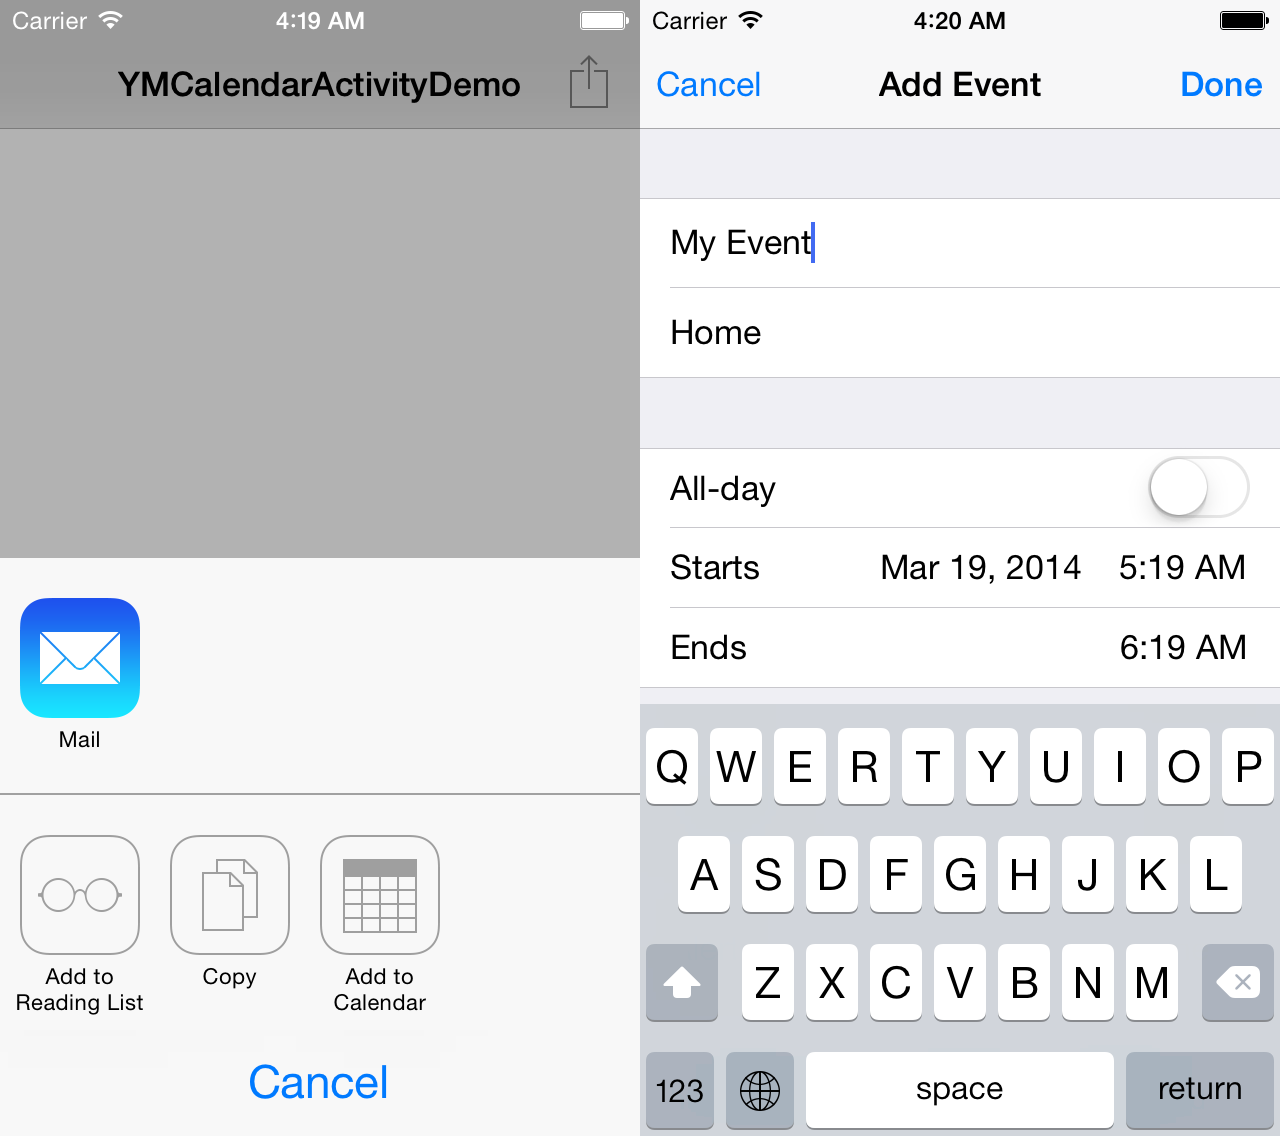 Carrier 4:19 AM
YMCalendarActivityDemo
Mail
Add to
Reading List
Copy
Add to
Calendar
Cancel
Carrier 4:20 AM
Cancel Add Event Done
My Event
Home
All-day
Starts Mar 19, 2014 5:19 AM
Ends 6:19 AM
Q W E R T Y U I O P
A S D F G H J K L
Z X C V B N M
123 space return